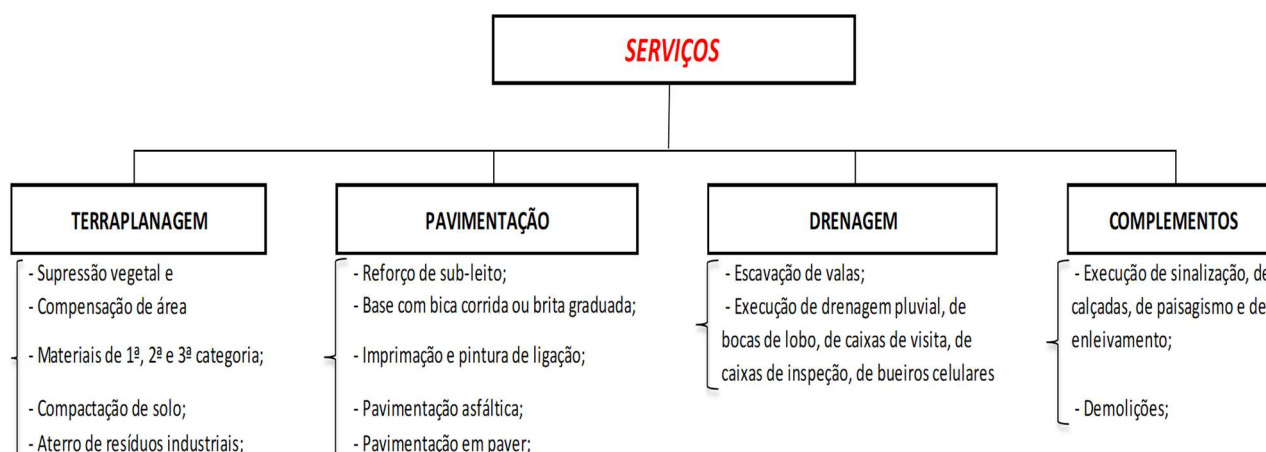 SERVIÇOS
TERRAPLANAGEM
- Supressão vegetal e
- Compensação de área
- Materiais de 1ª, 2ª e 3ª categoria;
- Compactação de solo;
- Aterro de resíduos industriais;
PAVIMENTAÇÃO
- Reforço de sub-leito;
- Base com bica corrida ou brita graduada;
- Imprimação e pintura de ligação;
- Pavimentação asfáltica;
- Pavimentação em paver;
DRENAGEM
- Escavação de valas;
- Execução de drenagem pluvial, de
bocas de lobo, de caixas de visita, de
caixas de inspeção, de bueiros celulares
COMPLEMENTOS
- Execução de sinalização, de
calçadas, de paisagismo e de
enleivamento;
- Demolições;